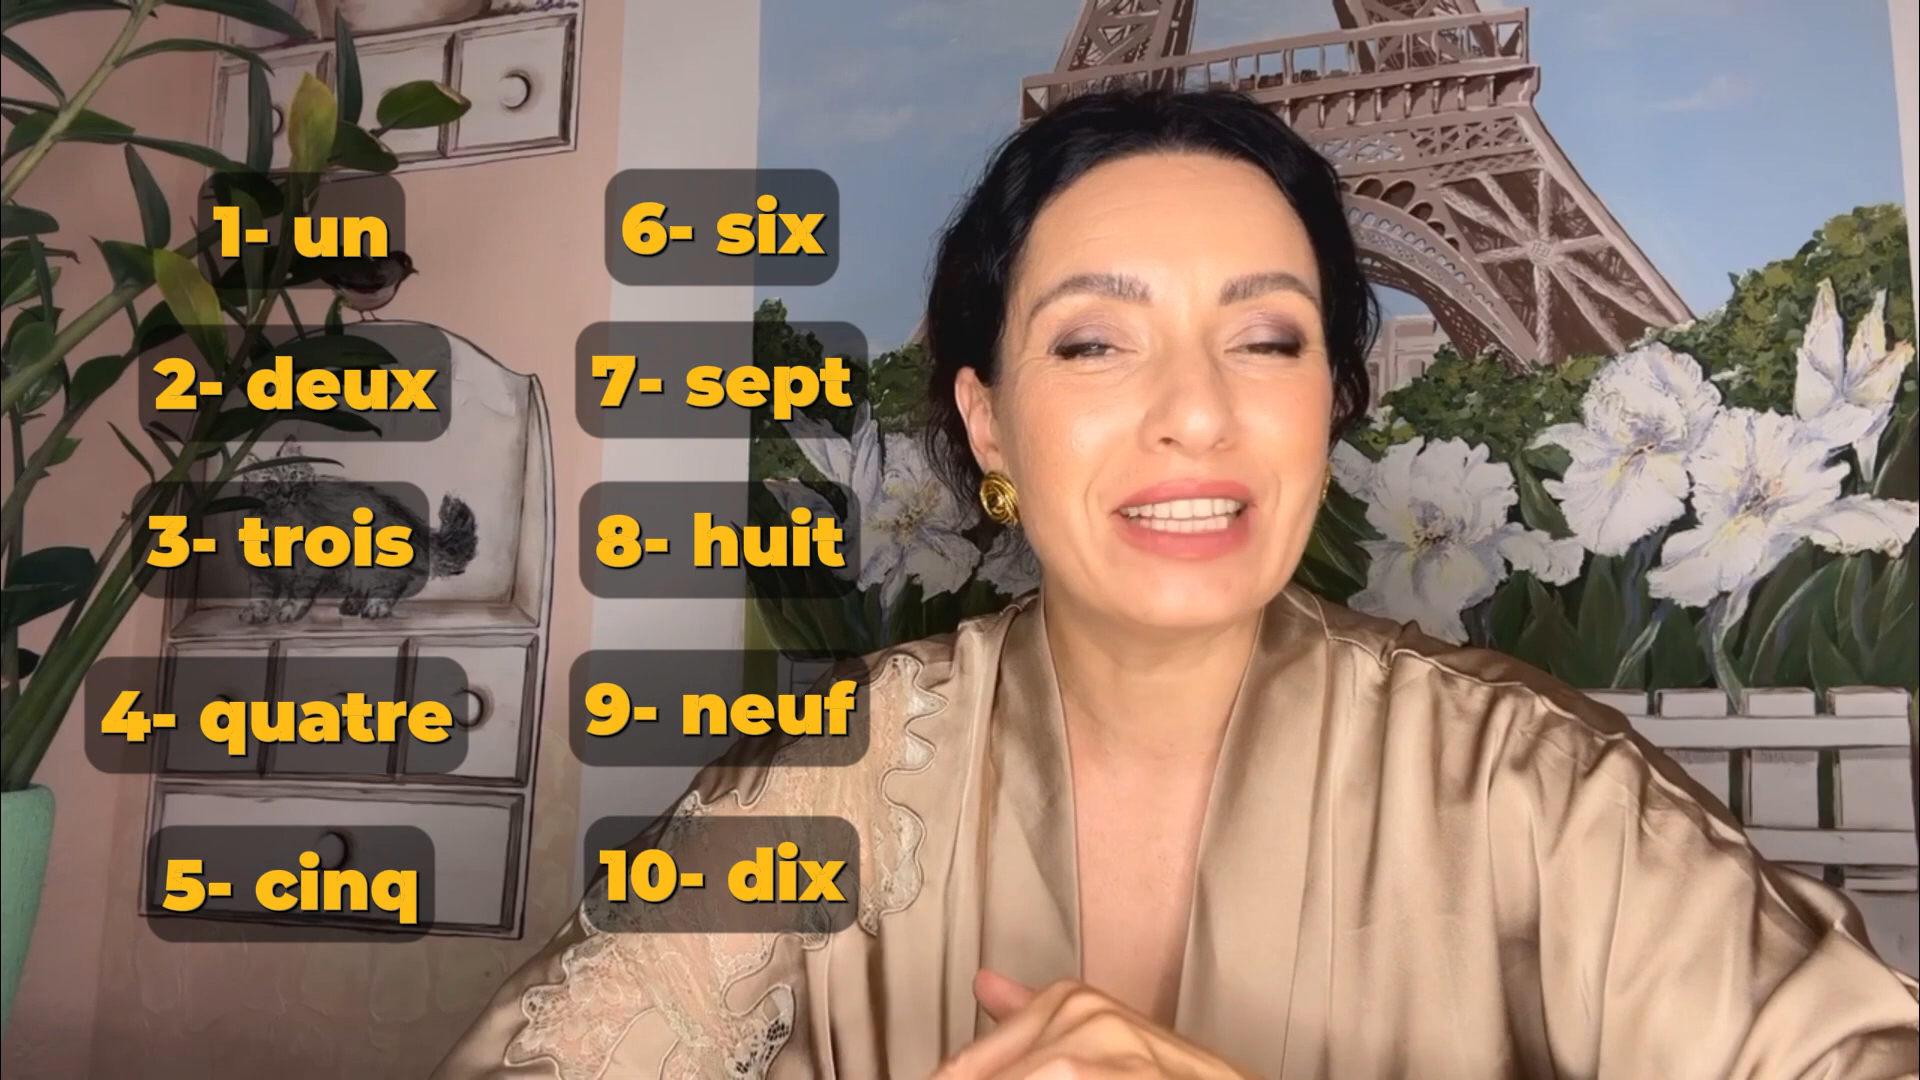 1- un
2- deux
3- trois
4- quatre
5- cinq
6- six
7- sept
8- huit
9- neuf
10- dix